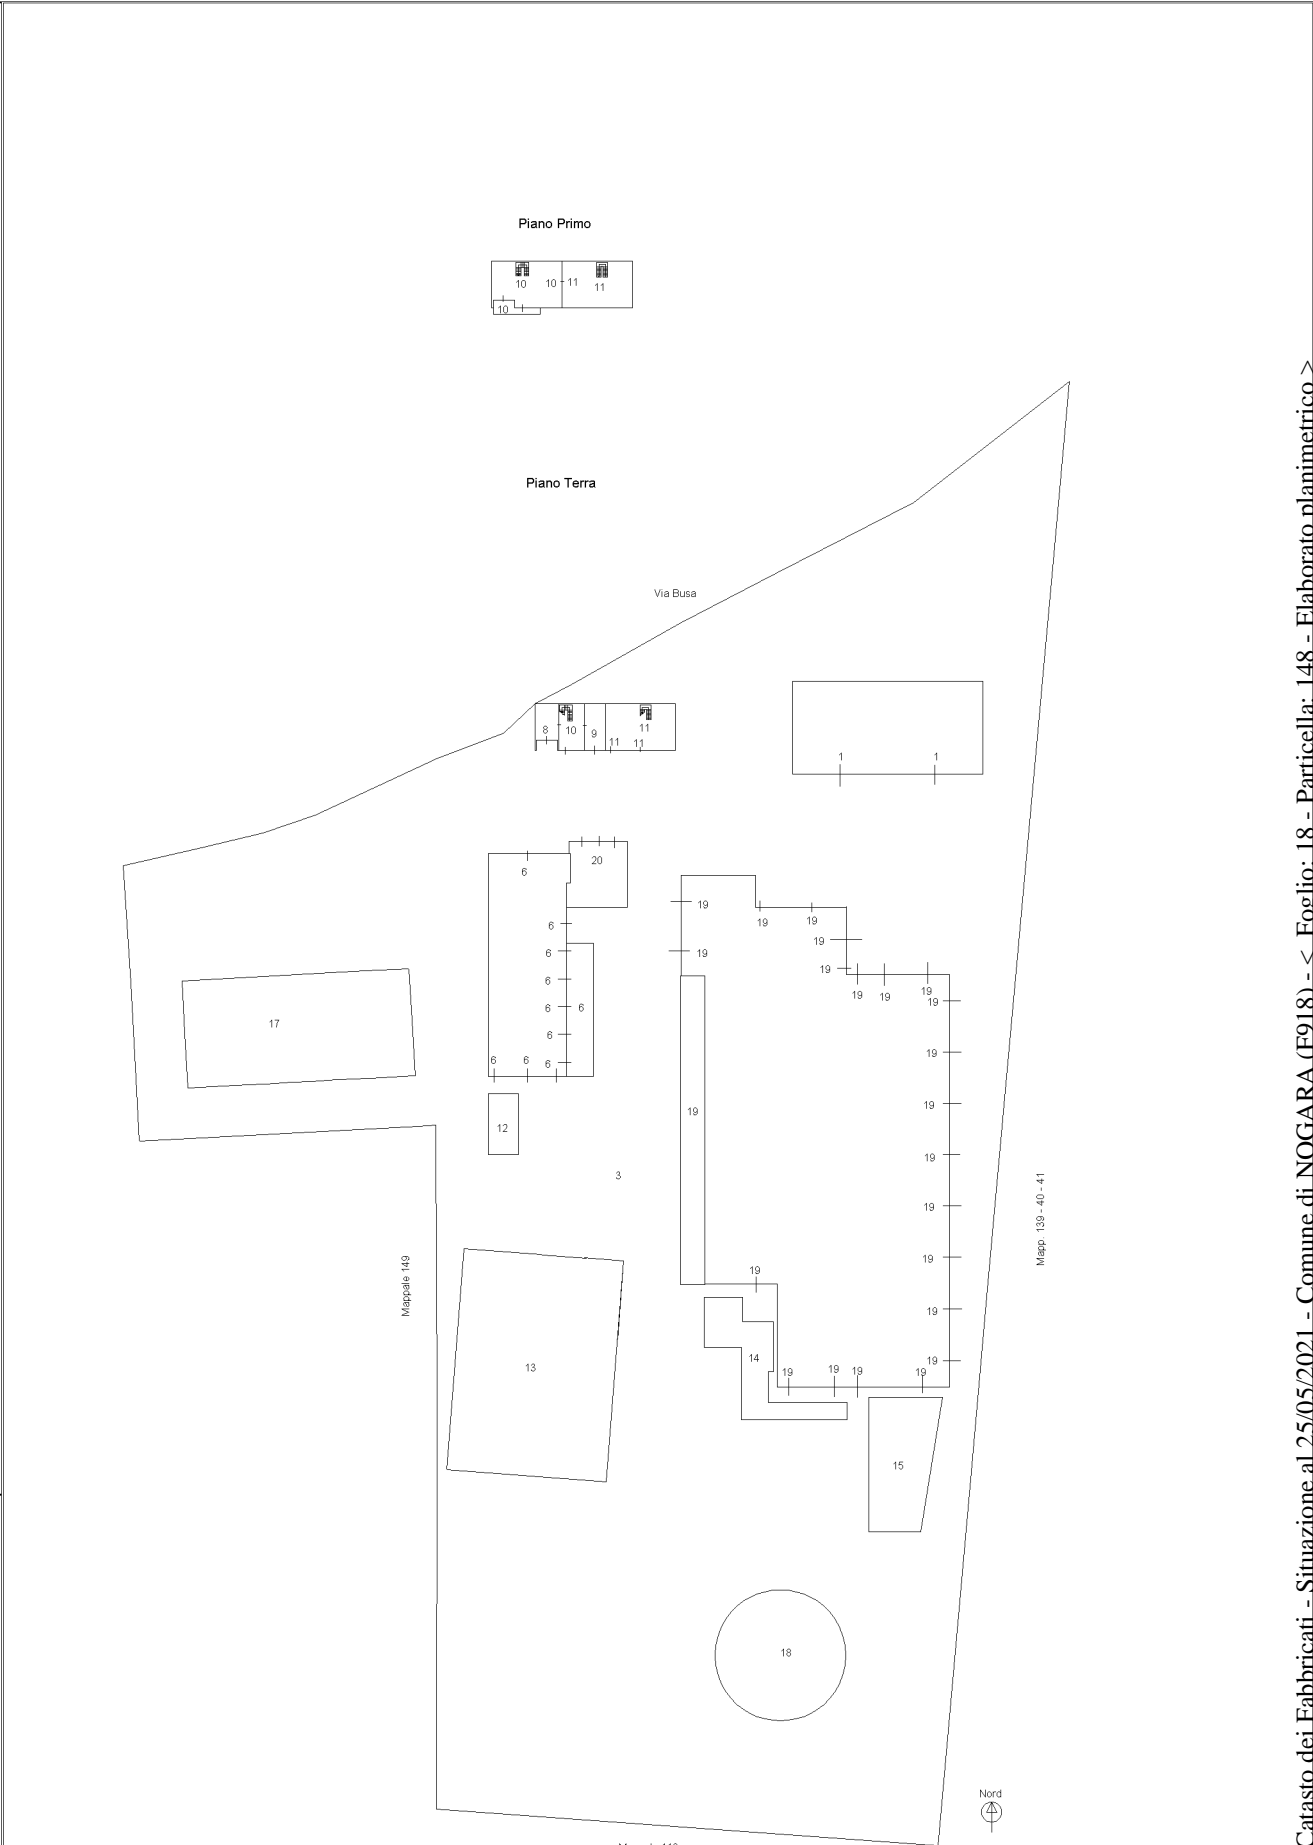 Piano Primo
10 10 11 11
10
Piano Terra
Via Busa
8 10 9 11 11 11
1 1
20
6
19
19 19
6
19
6 19
19
6 19 19 19
19
17
6 6
6
19
6 6 6
19
19
12
19
3
19
19
Mapp. 139 - 40 - 41
Mappale 149
19
19
19
14
19
13
19 19 19 19
15
18
Nord
Catasto dei Fabbricati - Situazione al 25/05/2021 - Comune di NOGARA (F918) - < Foglio: 18 - Particella: 148 - Elaborato planimetrico >